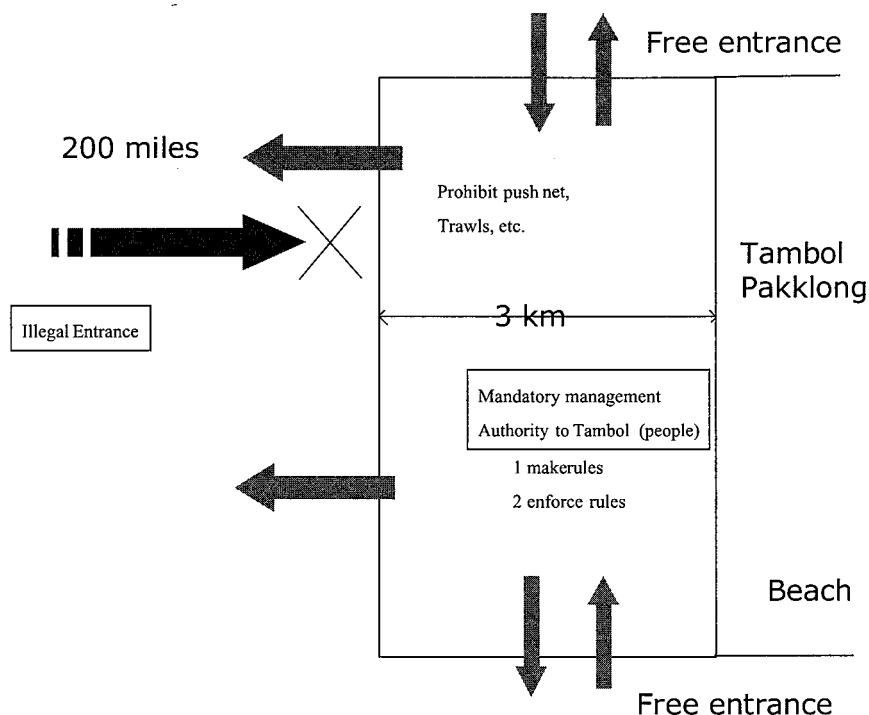 Free entrance
200 miles
Prohibit push net,
Trawls, etc.
Tambol
Pakklong
3 km
Illegal Entrance
Mandatory management
Authority to Tambol (people)
1 makerules
2 enforce rules
Beach
Free entrance